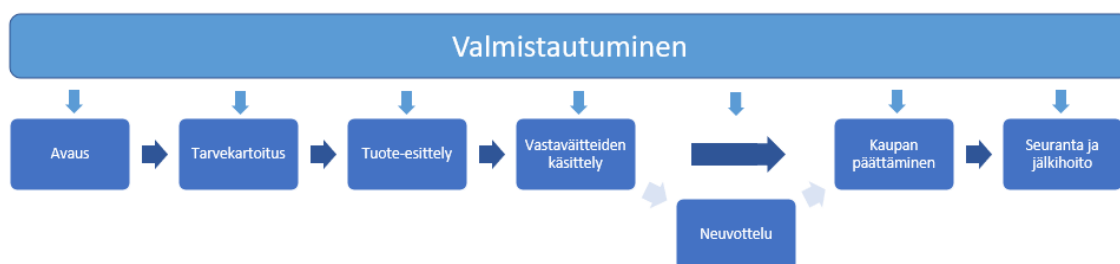 Valmistautuminen
Avaus
Tarvekartoitus
Tuote-esittely
Vastaväitteiden
käsittely
Neuvottelu
Kaupan
päättäminen
Seuranta ja
jälkihoito